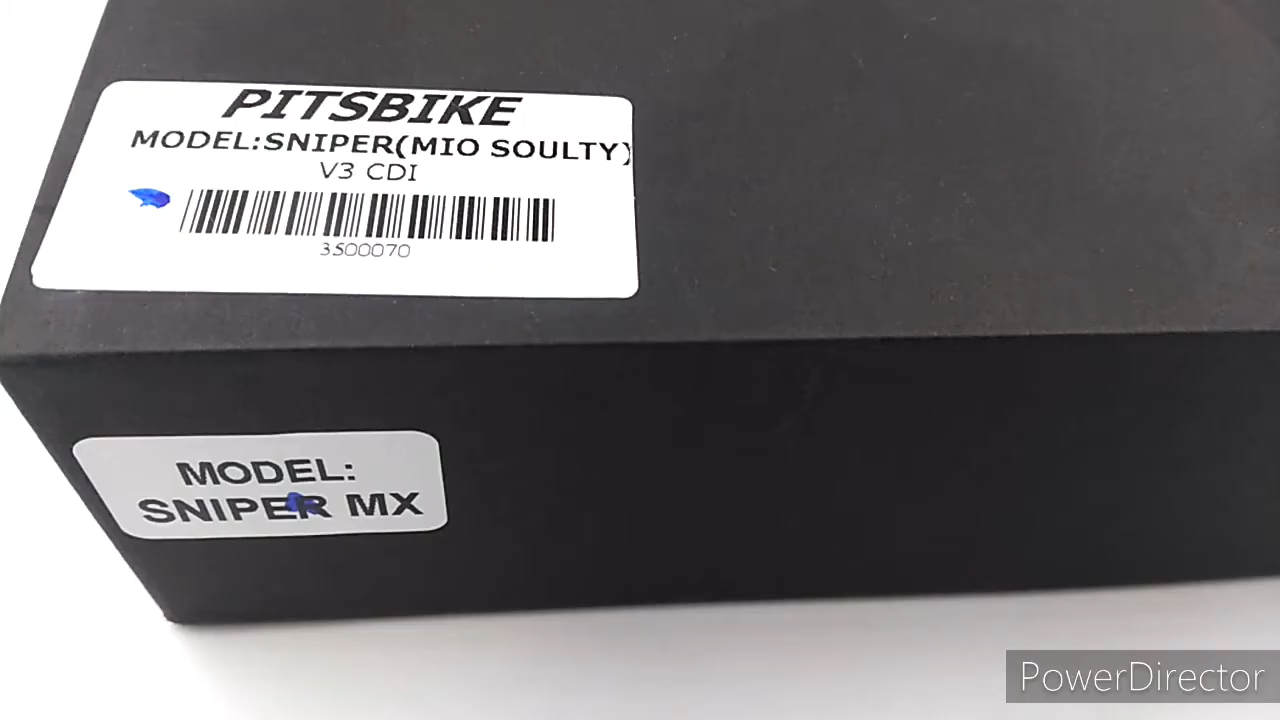 PITSBIKE
MODEL:SNIPER(MIO SOULTY)
V3 CDI
3500070
MODEL:
SNIPER MX
PowerDirector